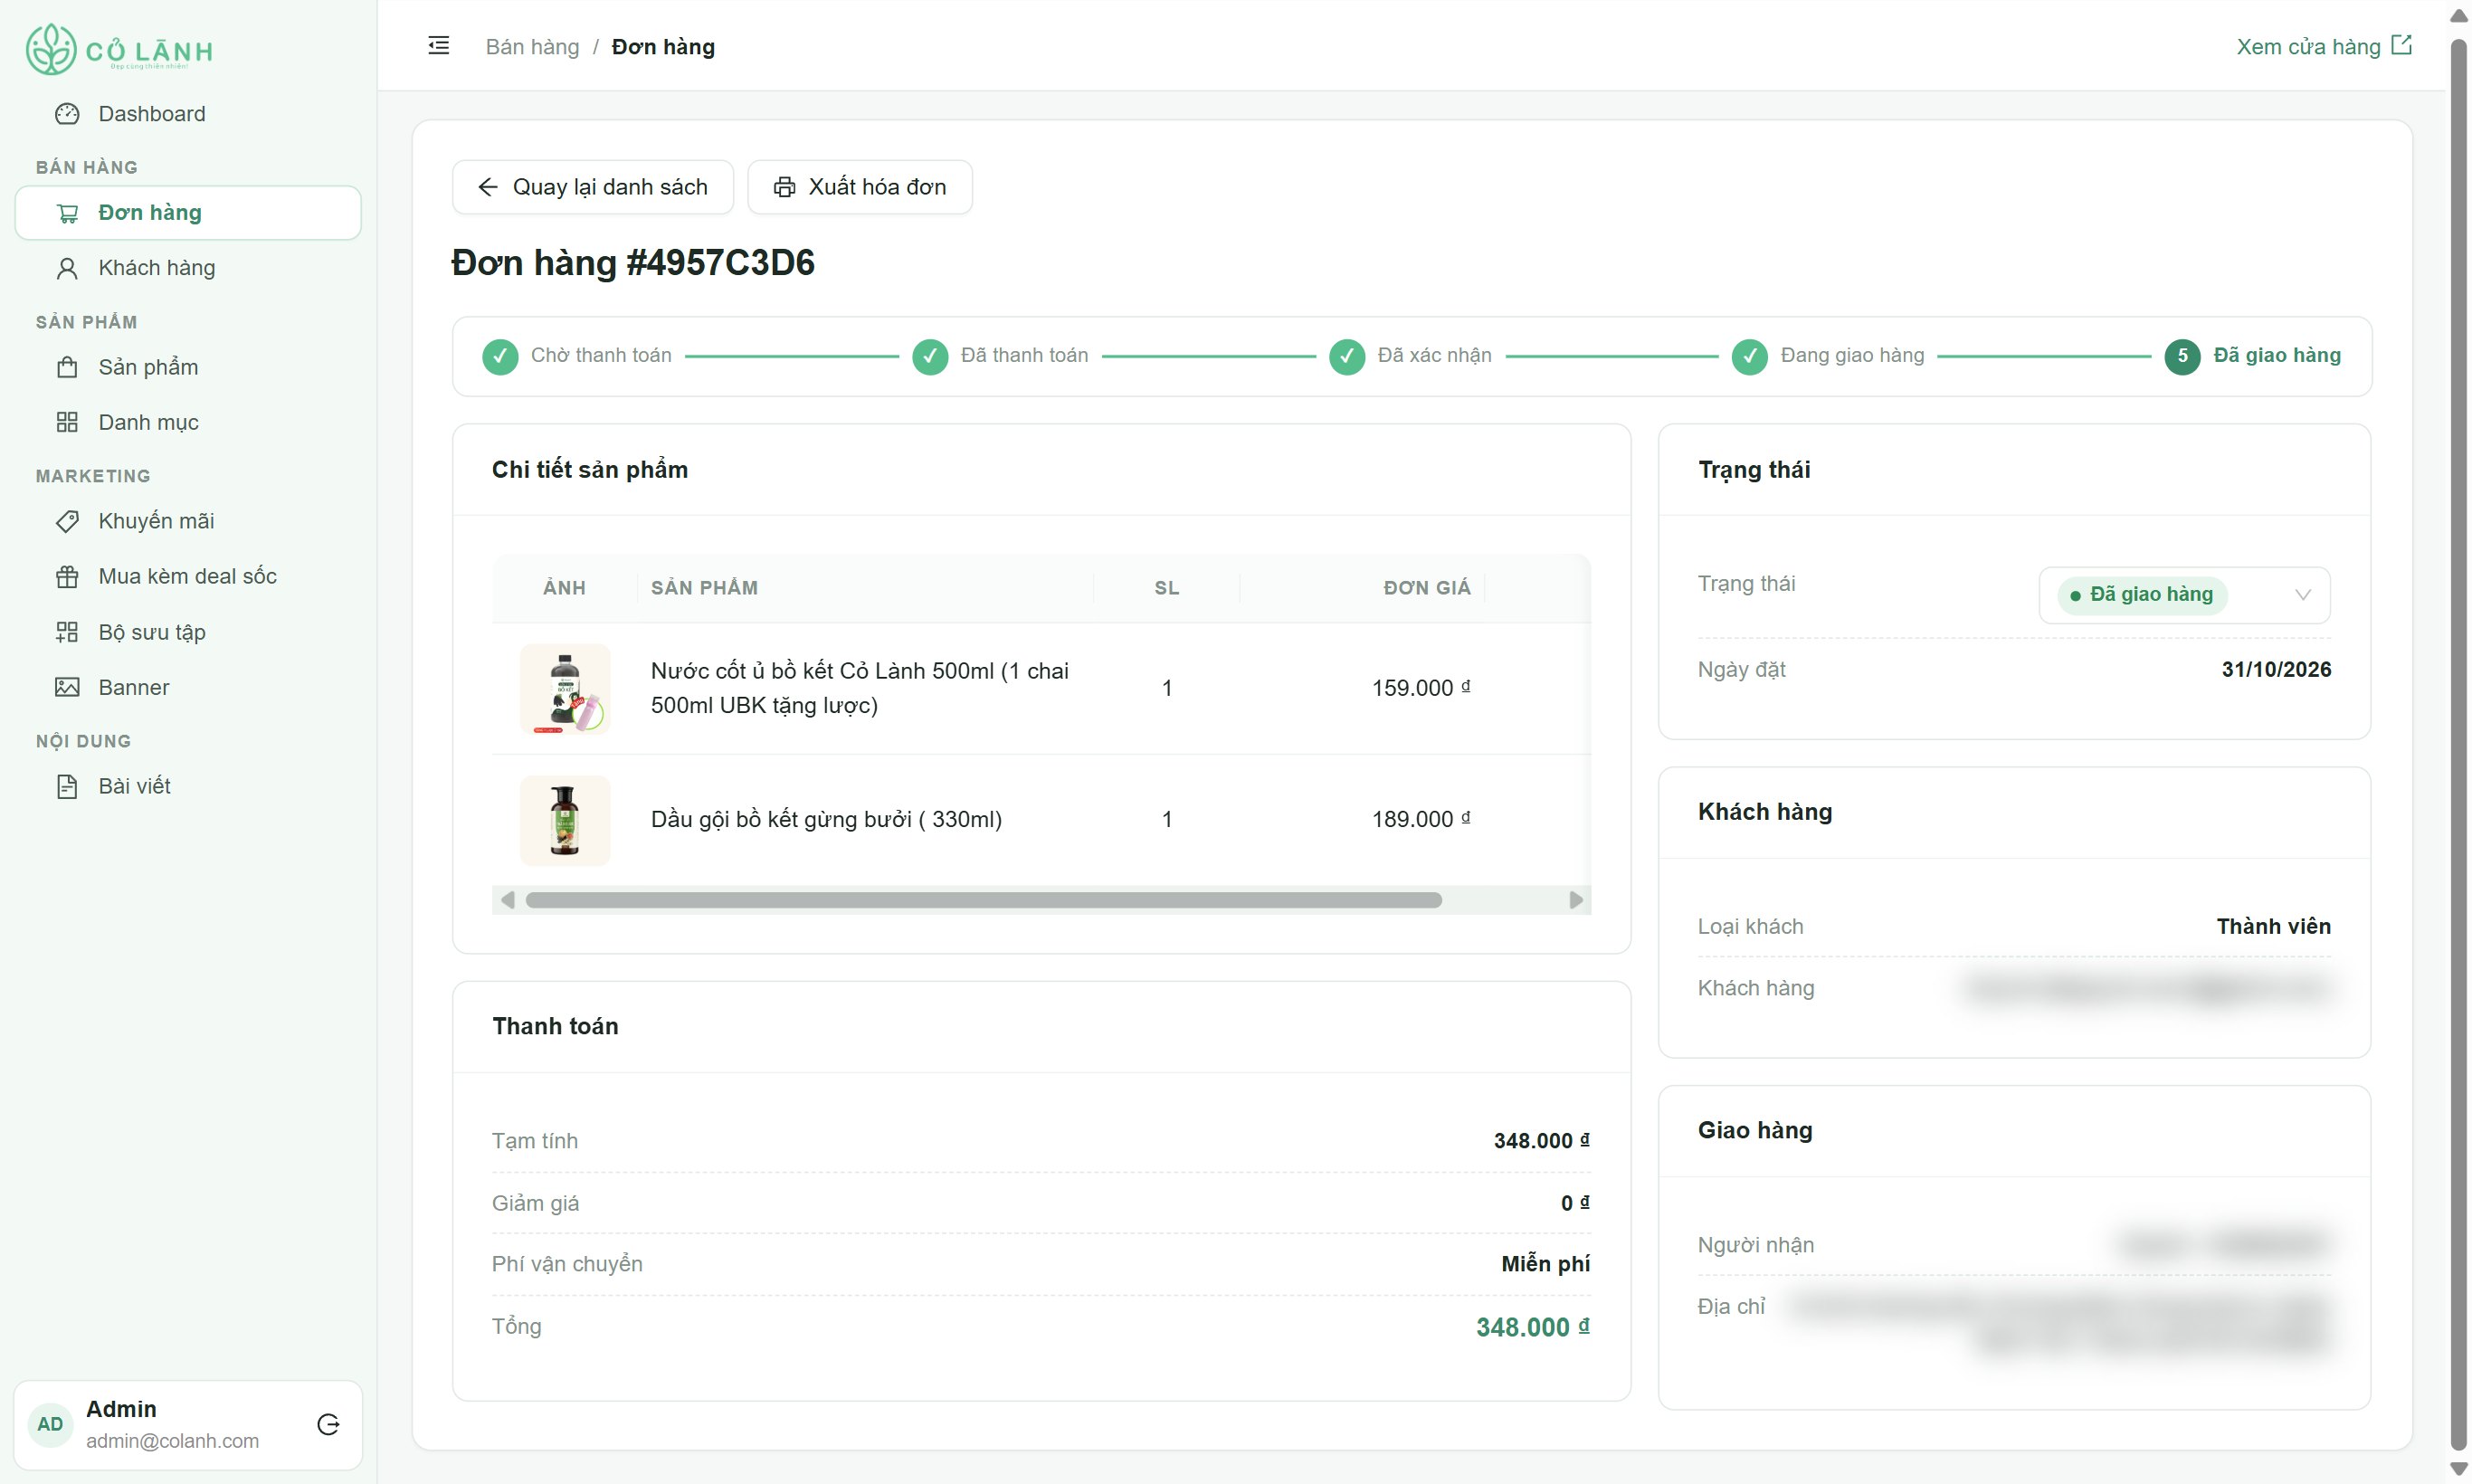 CỎ LÀNH
Đẹp cùng thiên nhiên!
Dashboard
BÁN HÀNG
Đơn hàng
Khách hàng
SẢN PHẨM
Sản phẩm
Danh mục
MARKETING
Khuyến mãi
Mua kèm deal sốc
Bộ sưu tập
Banner
NỘI DUNG
Bài viết
AD
Admin
admin@colanh.com
Bán hàng / Đơn hàng
Xem cửa hàng
Quay lại danh sách
Xuất hóa đơn
Đơn hàng #4957C3D6
Chờ thanh toán
Đã thanh toán
Đã xác nhận
Đang giao hàng
5 Đã giao hàng
Chi tiết sản phẩm
ẢNH SẢN PHẨM SL ĐƠN GIÁ
Nước cốt ủ bồ kết Cỏ Lành 500ml (1 chai
500ml UBK tặng lược) 1 159.000 ₫
Dầu gội bồ kết gừng bưởi ( 330ml) 1 189.000 ₫
Thanh toán
Tạm tính 348.000 ₫
Giảm giá 0 ₫
Phí vận chuyển Miễn phí
Tổng 348.000 ₫
Trạng thái
Trạng thái Đã giao hàng
Ngày đặt 31/10/2026
Khách hàng
Loại khách Thành viên
Khách hàng
Giao hàng
Người nhận
Địa chỉ